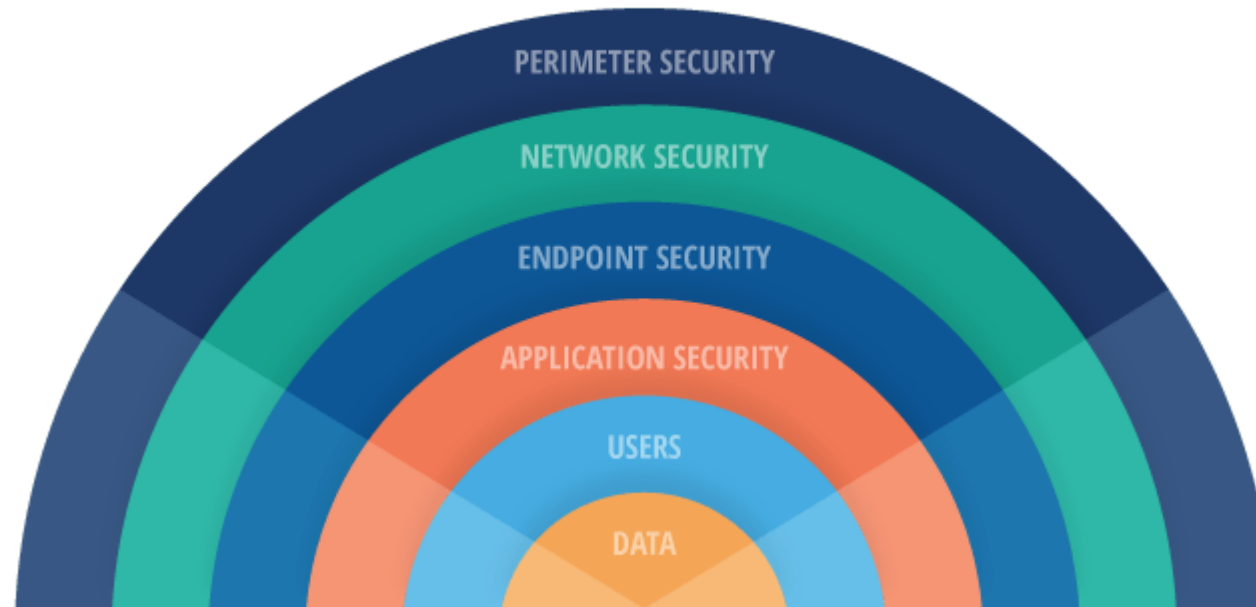 PERIMETER SECURITY
NETWORK SECURITY
ENDPOINT SECURITY
APPLICATION SECURITY
USERS
DATA